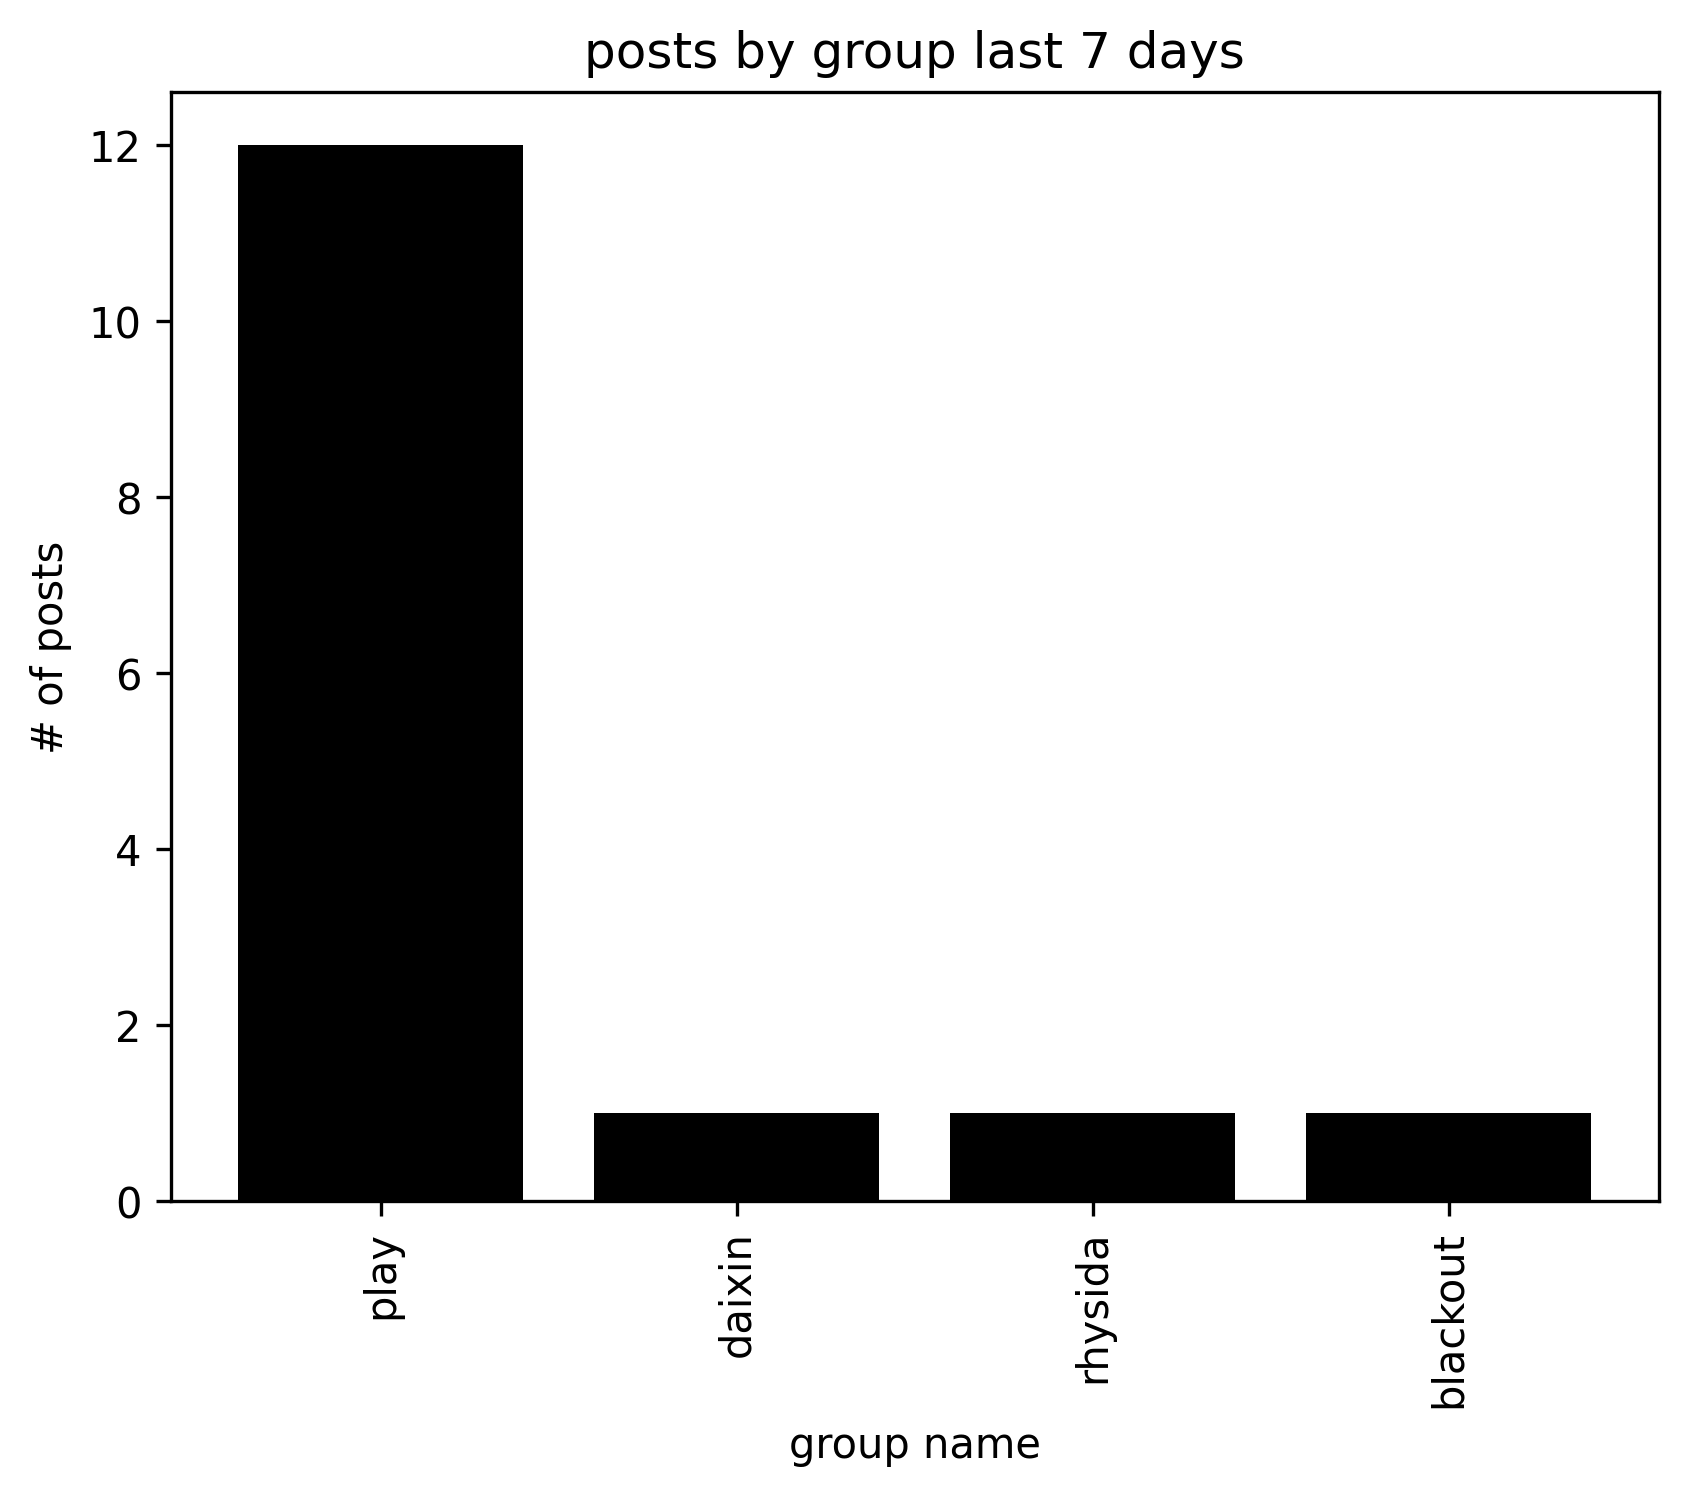 posts by group last 7 days
12
10
8
6
4
2
0
# of posts
play
daixin
rhysida
blackout
group name